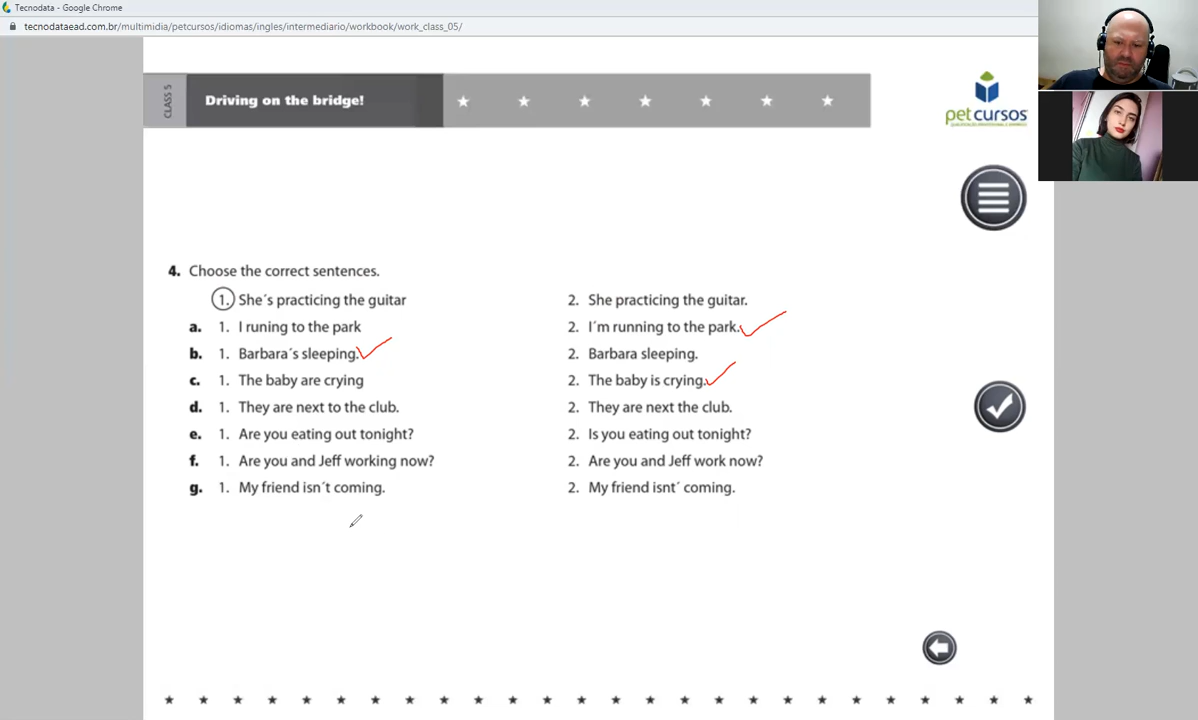 Tecnodata - Google Chrome
tecnodataead.com.br/multimidia/petcursos/idiomas/ingles/intermediario/workbook/work_class_05/
CLASS 5
Driving on the bridge!
petcursos
4. Choose the correct sentences.
1. She´s practicing the guitar 2. She practicing the guitar.
a. 1. I runing to the park 2. I´m running to the park.
b. 1. Barbara´s sleeping. 2. Barbara sleeping.
c. 1. The baby are crying 2. The baby is crying.
d. 1. They are next to the club. 2. They are next the club.
e. 1. Are you eating out tonight? 2. Is you eating out tonight?
f. 1. Are you and Jeff working now? 2. Are you and Jeff work now?
g. 1. My friend isn´t coming. 2. My friend isnt´ coming.